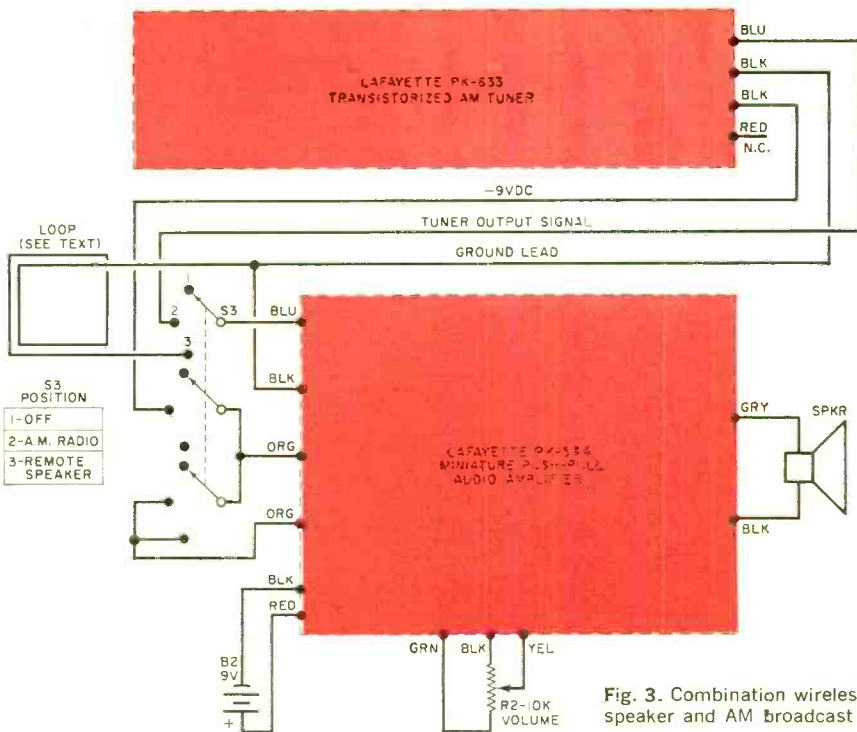 LAFAYETTE PK-633
TRANSISTORIZED AM TUNER
BLU
BLK
BLK
RED
N.C.
-9VDC
TUNER OUTPUT SIGNAL
GROUND LEAD
LOOP
(SEE TEXT)
2
S3
3
BLU
BLK
ORG
ORG
BLK
RED
S3
POSITION
1-OFF
2-A.M. RADIO
3-REMOTE
SPEAKER
LAFAYETTE
MINIATURE PUSH-PULL
AUDIO AMPLIFIER
GRY
SPKR
BLK
B2
9V
+
GRN
BLK
YEL
R2-10K
VOLUME
Fig. 3. Combination wireles
speaker and AM broadcast